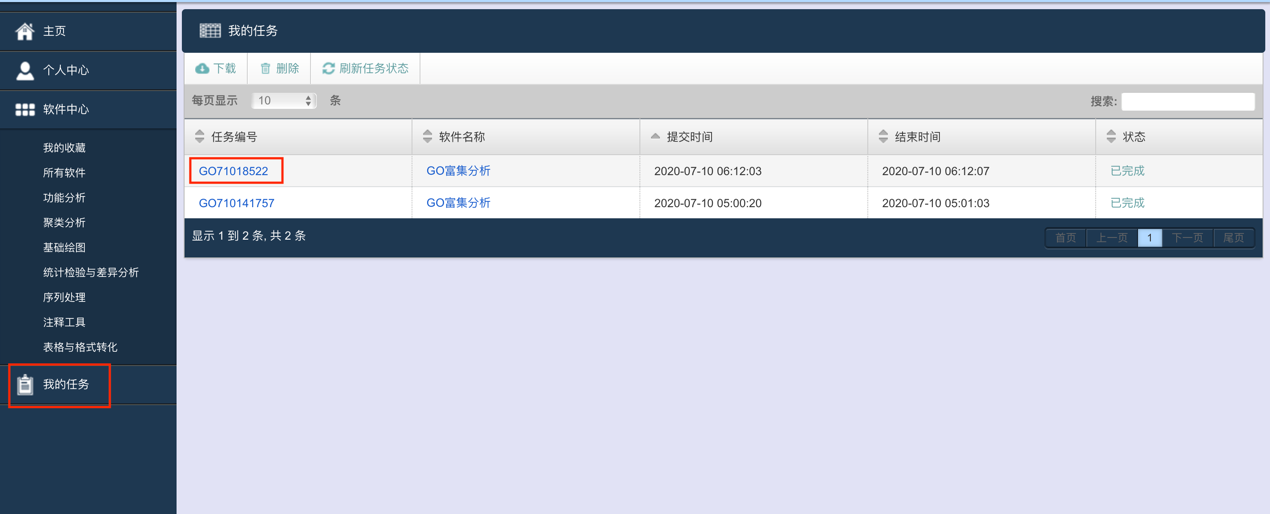 主页
个人中心
软件中心
我的收藏
所有软件
功能分析
聚类分析
基础绘图
统计检验与差异分析
序列处理
注释工具
表格与格式转化
我的任务
我的任务
下载 删除 刷新任务状态
每页显示 10 条 搜索:
任务编号 软件名称 提交时间 结束时间 状态
GO71018522 GO富集分析 2020-07-10 06:12:03 2020-07-10 06:12:07 已完成
GO710141757 GO富集分析 2020-07-10 05:00:20 2020-07-10 05:01:03 已完成
显示 1 到 2 条, 共 2 条 首页 上一页 1 下一页 尾页